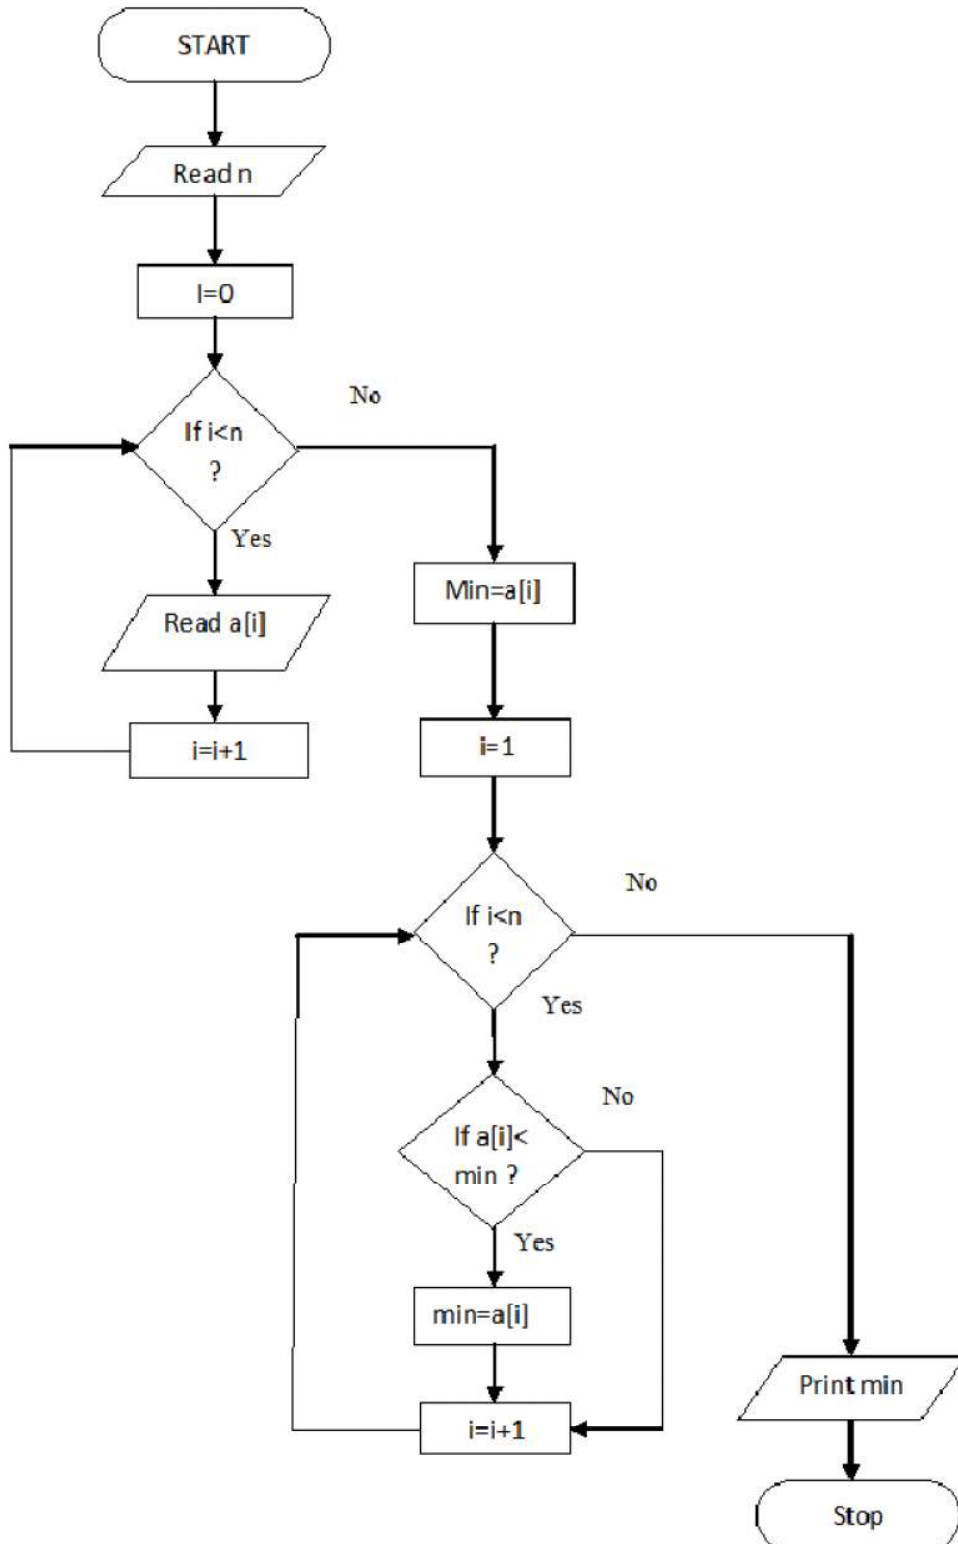 START
Read n
I=0
No
If i<n
?
Yes
Read a[i]
i=i+1
Min=a[i]
i=1
No
If i<n
?
Yes
No
If a[i]<
min ?
Yes
min=a[i]
i=i+1
Print min
Stop